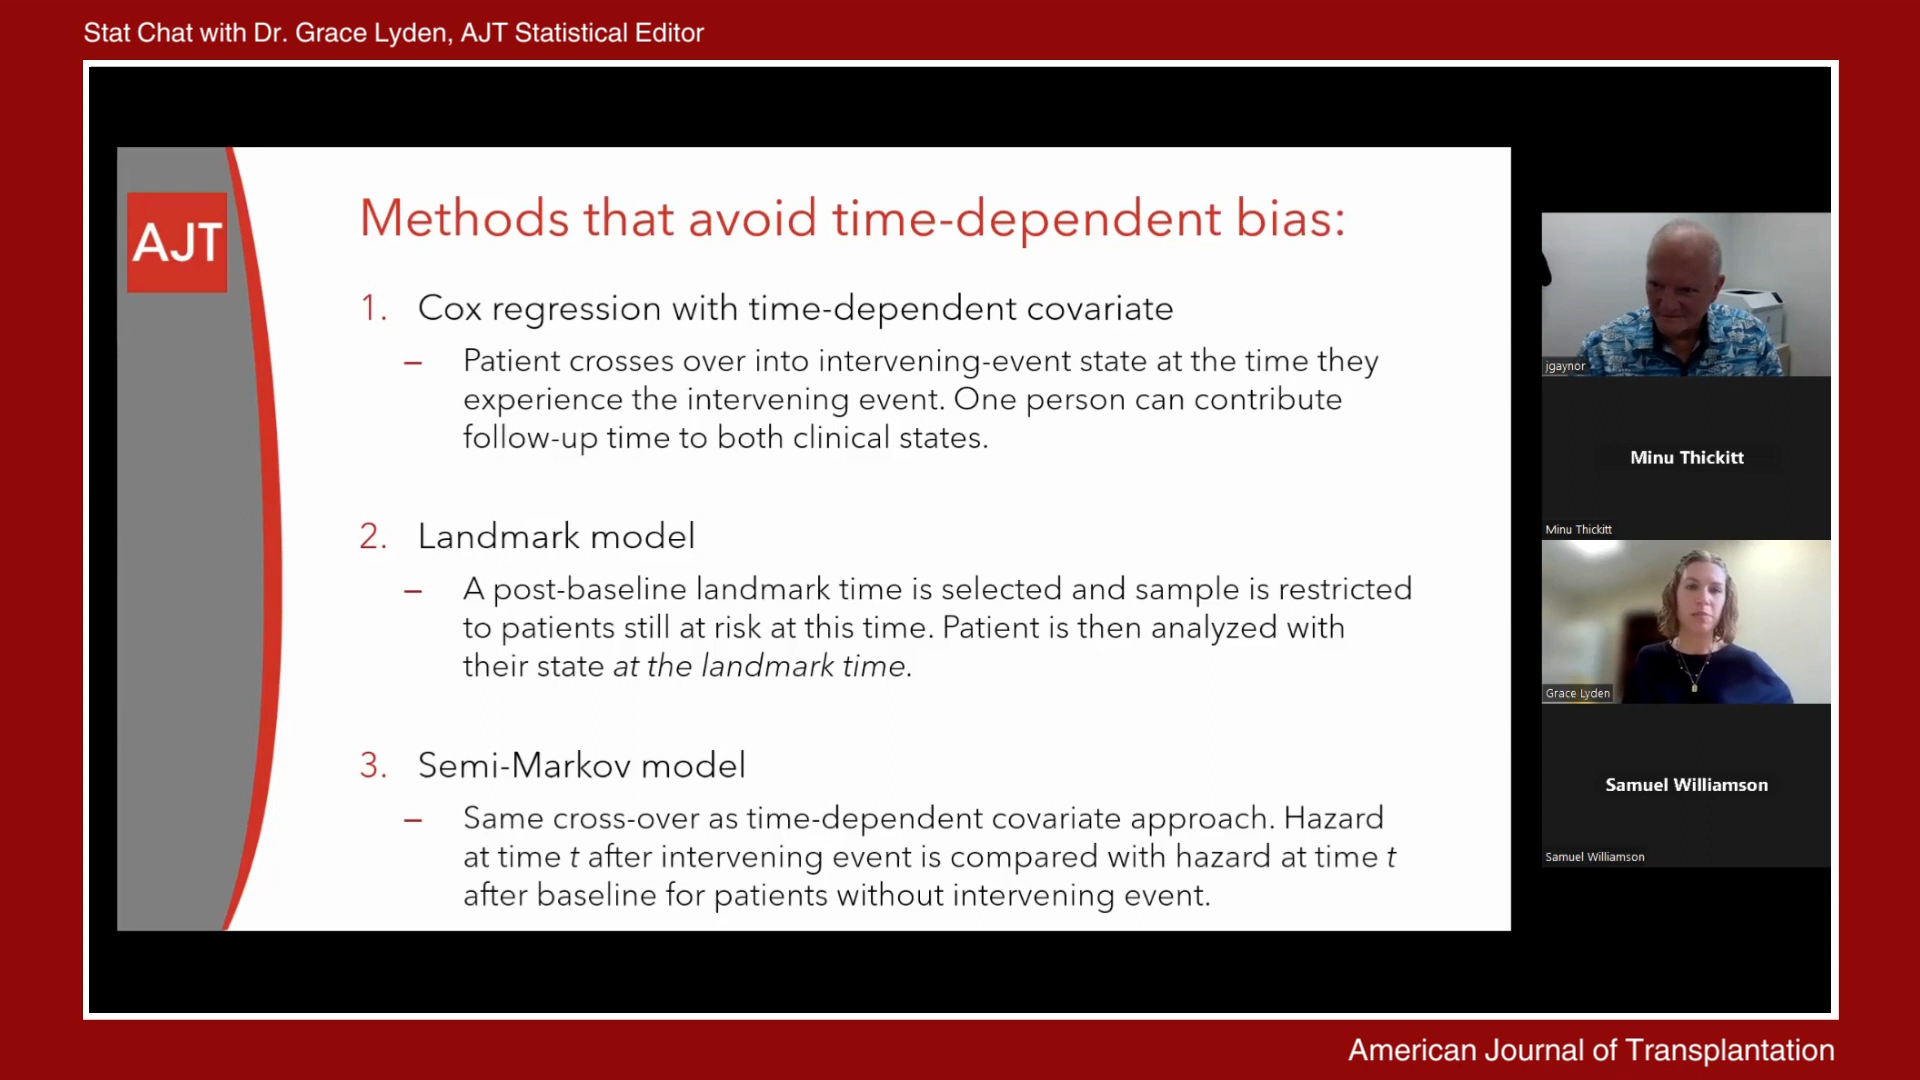 Stat Chat with Dr. Grace Lyden, AJT Statistical Editor
AJT
Methods that avoid time-dependent bias:
1. Cox regression with time-dependent covariate
– Patient crosses over into intervening-event state at the time they
experience the intervening event. One person can contribute
follow-up time to both clinical states.
2. Landmark model
– A post-baseline landmark time is selected and sample is restricted
to patients still at risk at this time. Patient is then analyzed with
their state at the landmark time.
3. Semi-Markov model
– Same cross-over as time-dependent covariate approach. Hazard
at time t after intervening event is compared with hazard at time t
after baseline for patients without intervening event.
jgaynor
Minu Thickitt
Minu Thickitt
Grace Lyden
Samuel Williamson
Samuel Williamson
American Journal of Transplantation